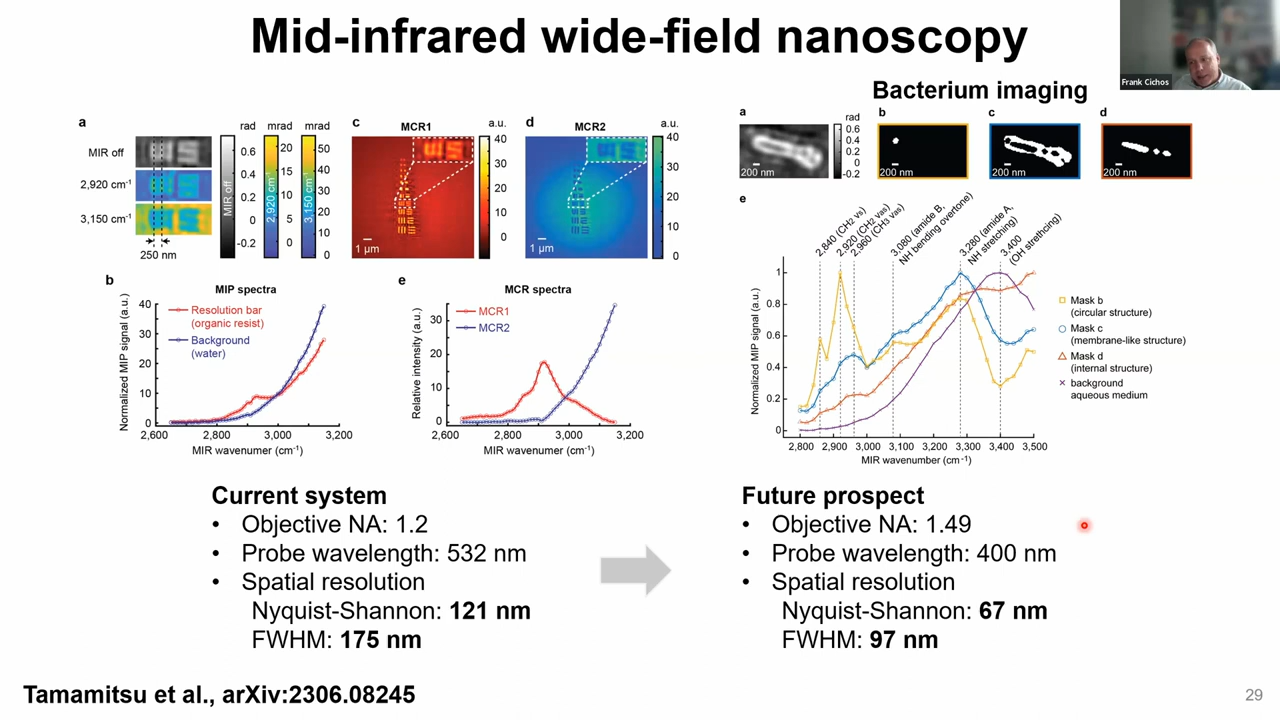 Mid-infrared wide-field nanoscopy
Frank Cichos
a
rad
mrad
mrad
MIR off
2,920 cm-1
3,150 cm-1
250 nm
MIR off
0.6
0.4
0.2
0
-0.2
2,920 cm-1
20
15
10
5
0
3,150 cm-1
50
40
30
20
10
0
c
MCR1
a.u.
40
30
20
10
0
1 μm
d
MCR2
a.u.
40
30
20
10
0
1 μm
b
MIP spectra
Resolution bar
(organic resist)
Background
(water)
Normalized MIP signal (a.u.)
40
30
20
10
0
2,600
2,800
3,000
3,200
MIR wavenumer (cm-1)
e
MCR spectra
MCR1
MCR2
Relative intensity (a.u.)
30
20
10
0
2,600
2,800
3,000
3,200
MIR wavenumer (cm-1)
Bacterium imaging
a
200 nm
rad
0.6
0.4
0.2
0
-0.2
b
200 nm
c
200 nm
d
200 nm
e
2,840 (CH2 vs)
2,920 (CH2 vas)
2,960 (CH3 vas)
3,080 (amide B,
NH bending overtone)
3,280 (amide A,
NH stretching)
3,400
(OH strethcing)
Normalized MIP signal (a.u.)
1
0.8
0.6
0.4
0.2
0
2,800
2,900
3,000
3,100
3,200
3,300
3,400
3,500
MIR wavenumber (cm-1)
Mask b
(circular structure)
Mask c
(membrane-like structure)
Mask d
(internal structure)
background
aqueous medium
Current system
• Objective NA: 1.2
• Probe wavelength: 532 nm
• Spatial resolution
Nyquist-Shannon: 121 nm
FWHM: 175 nm
Future prospect
• Objective NA: 1.49
• Probe wavelength: 400 nm
• Spatial resolution
Nyquist-Shannon: 67 nm
FWHM: 97 nm
Tamamitsu et al., arXiv:2306.08245
29